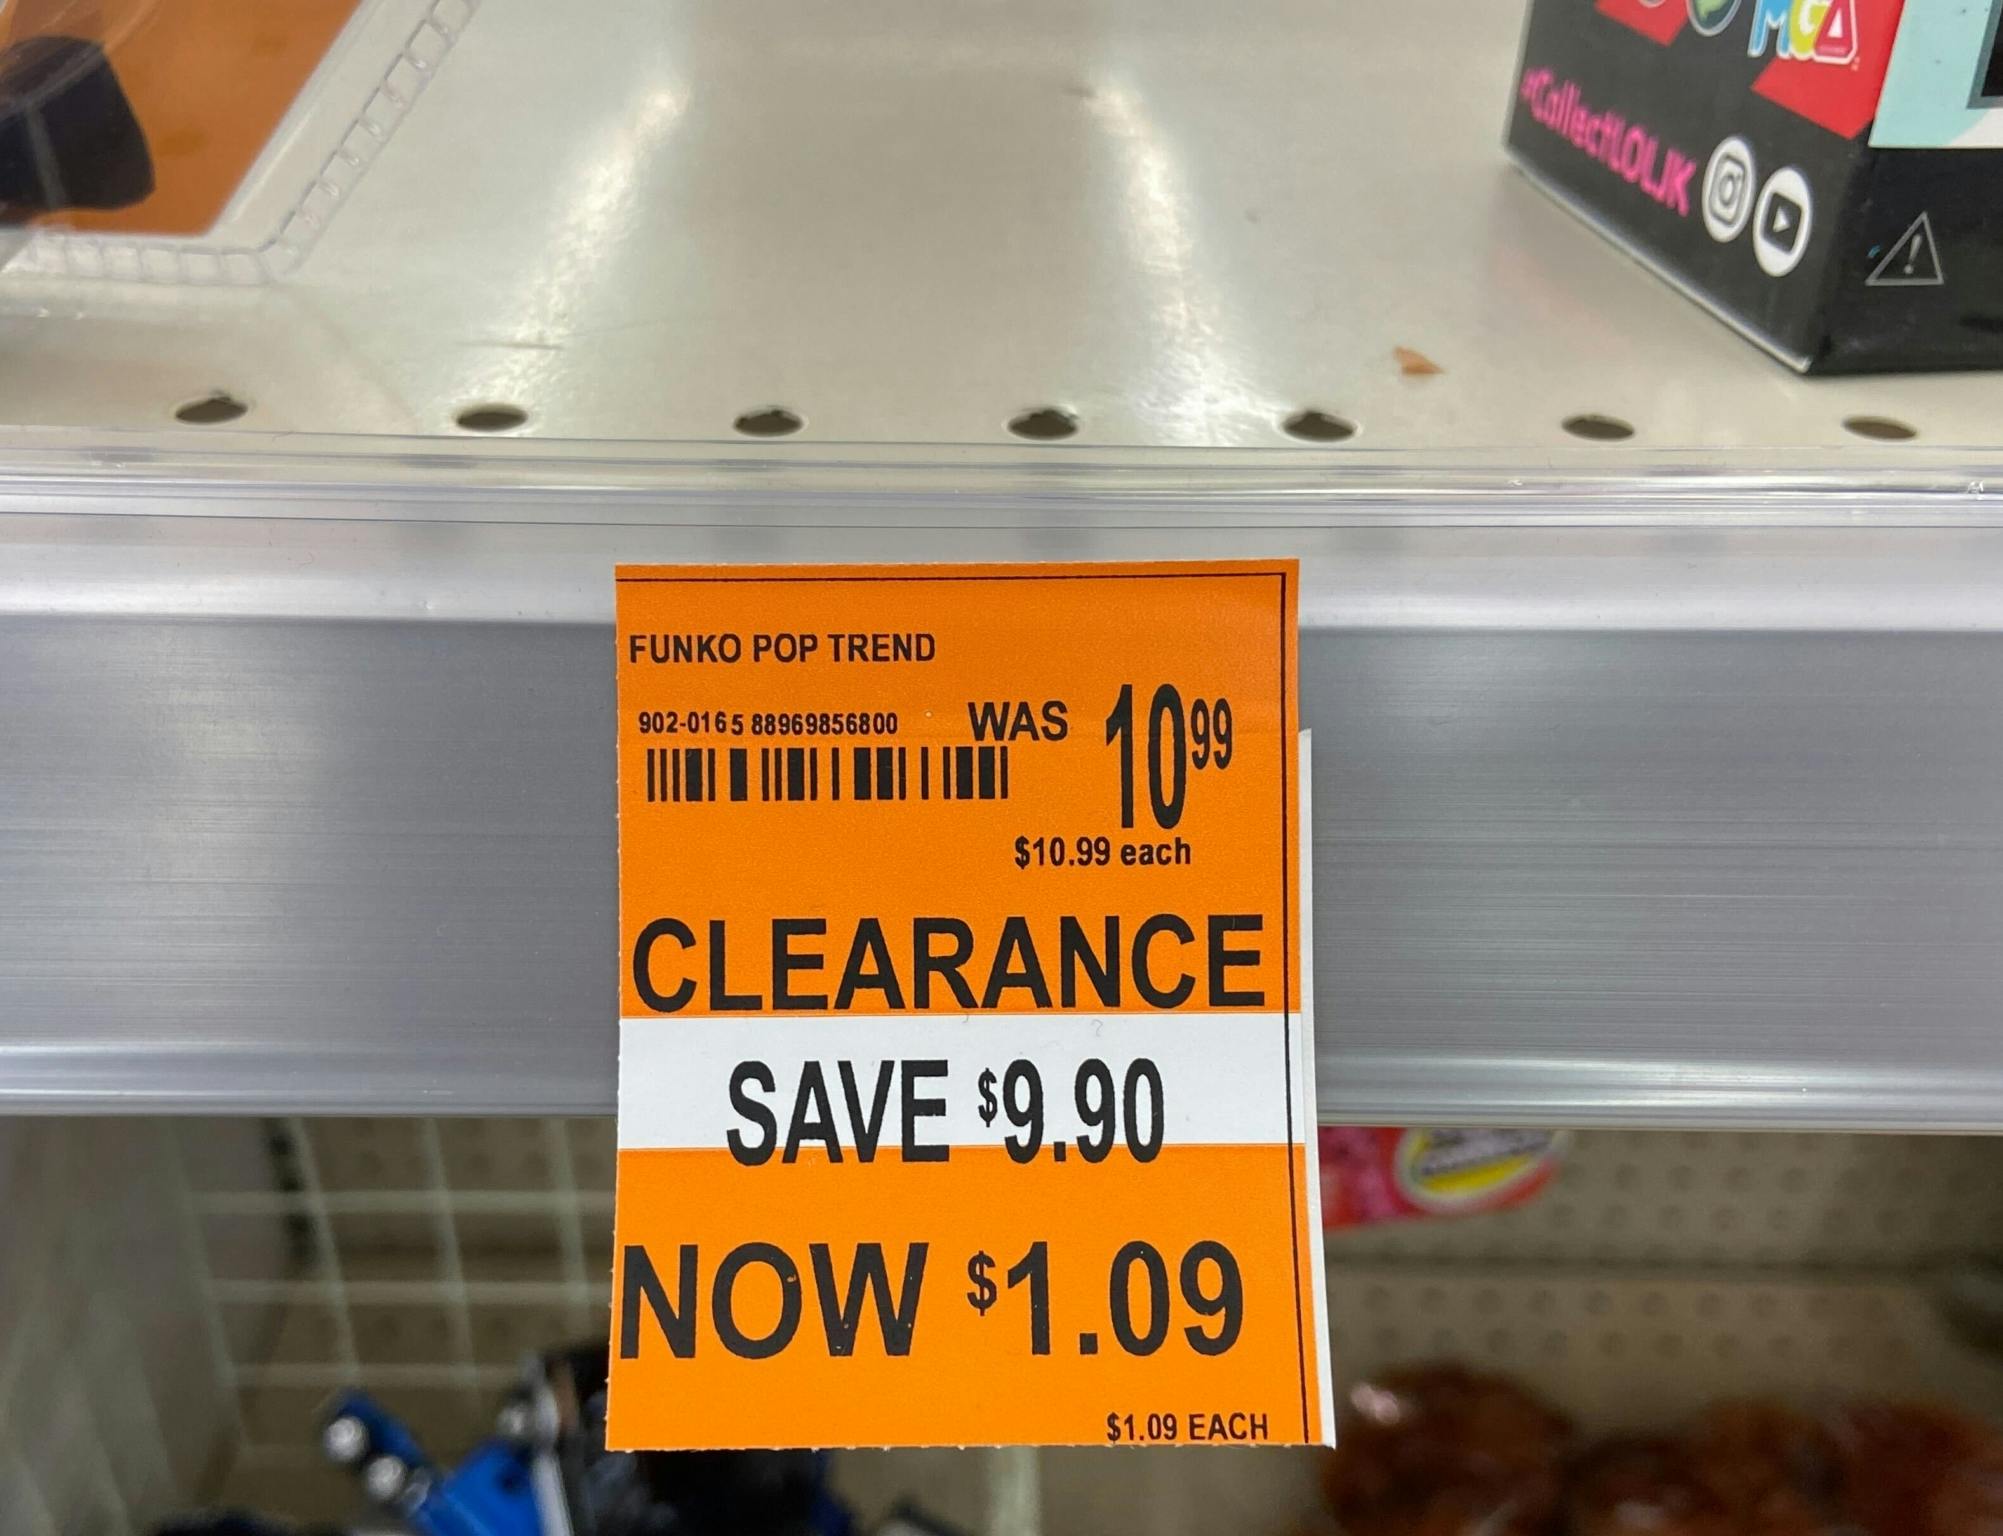 MGA
#CollectLOLJK
FUNKO POP TREND
902-0165 88969856800
WAS 10 99
$10.99 each
CLEARANCE
SAVE $9.90
NOW $1.09
$1.09 EACH